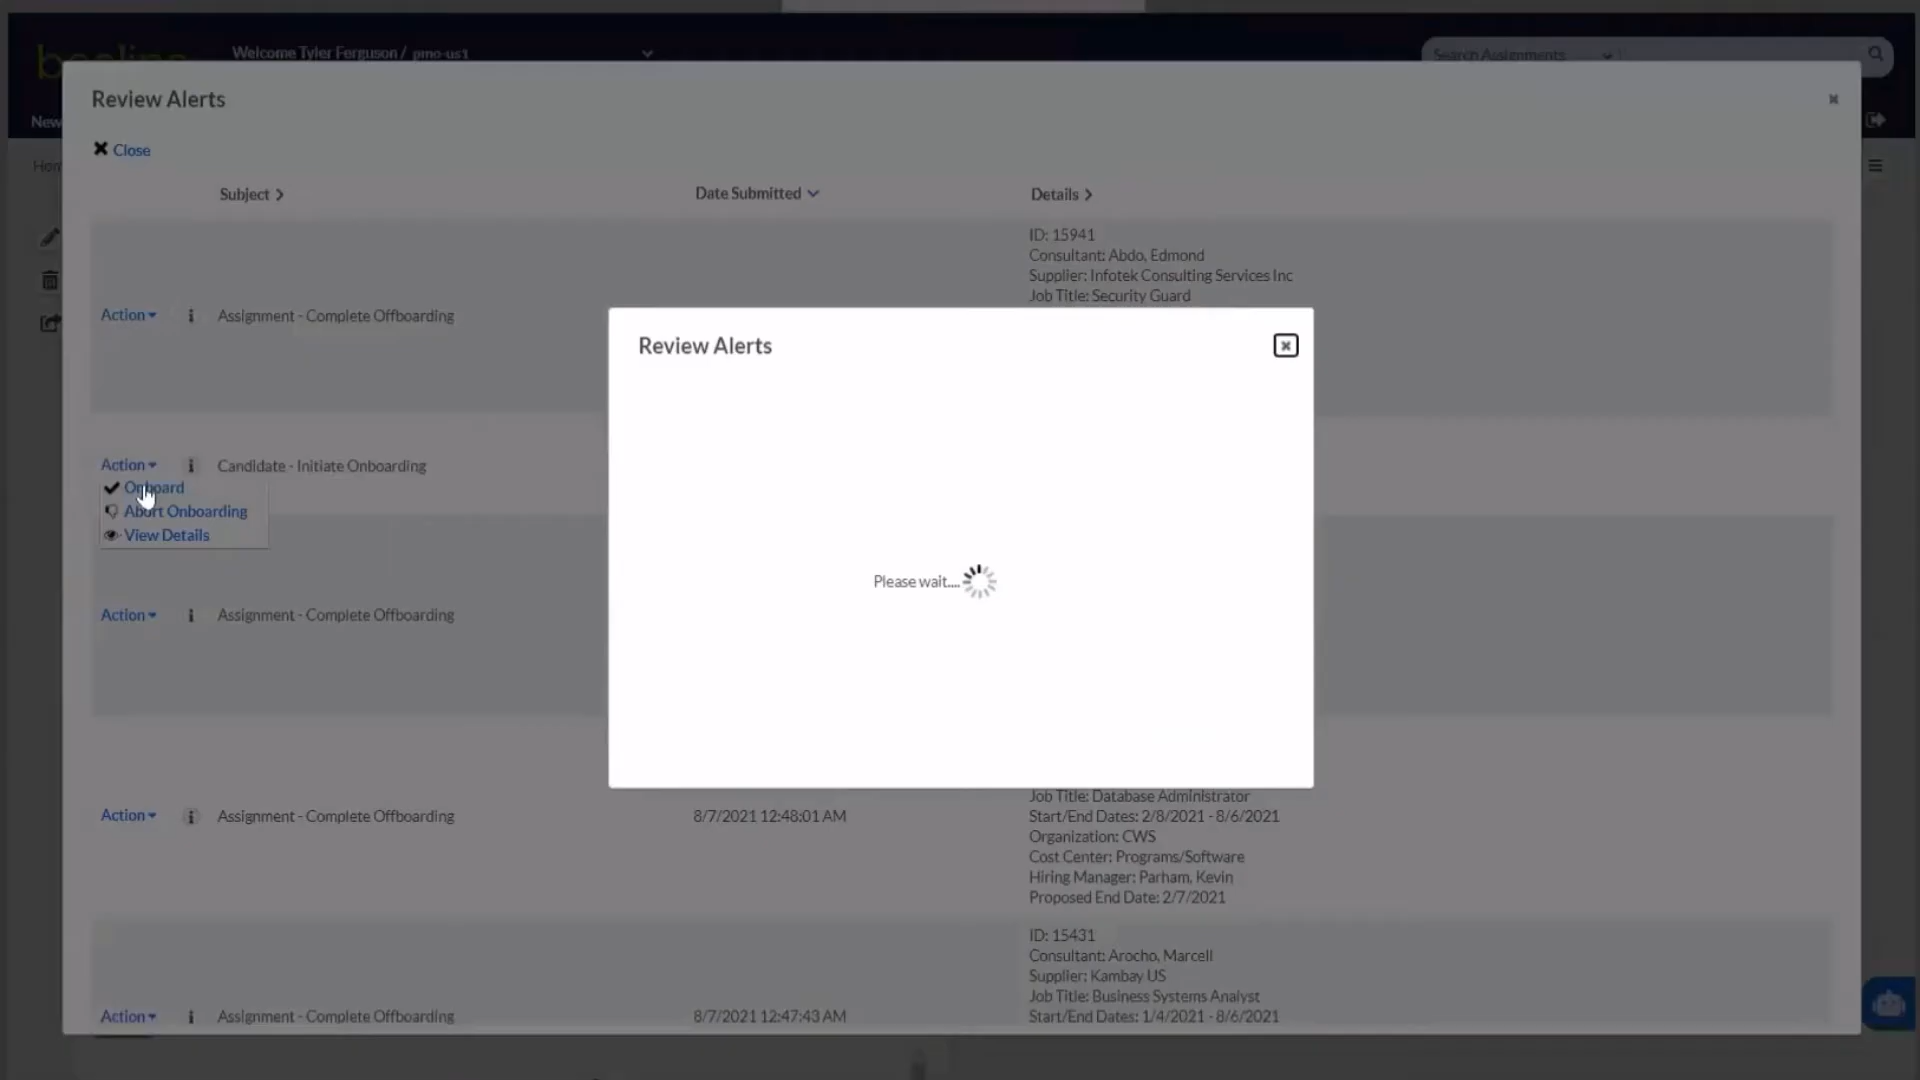 Welcome Tyler Ferguson / pmo-us1
Search Assignments
New
Review Alerts
Close
Subject
Date Submitted
Details
ID: 15941
Consultant: Abdo, Edmond
Supplier: Infotek Consulting Services Inc
Job Title: Security Guard
Action
Assignment - Complete Offboarding
Review Alerts
Please wait....
Action
Candidate - Initiate Onboarding
Onboard
Abort Onboarding
View Details
Action
Assignment - Complete Offboarding
Job Title: Database Administrator
Action
Assignment - Complete Offboarding
8/7/2021 12:48:01 AM
Start/End Dates: 2/8/2021 - 8/6/2021
Organization: CWS
Cost Center: Programs/Software
Hiring Manager: Parham, Kevin
Proposed End Date: 2/7/2021
ID: 15431
Consultant: Arocho, Marcell
Supplier: Kambay US
Job Title: Business Systems Analyst
Action
Assignment - Complete Offboarding
8/7/2021 12:47:43 AM
Start/End Dates: 1/4/2021 - 8/6/2021